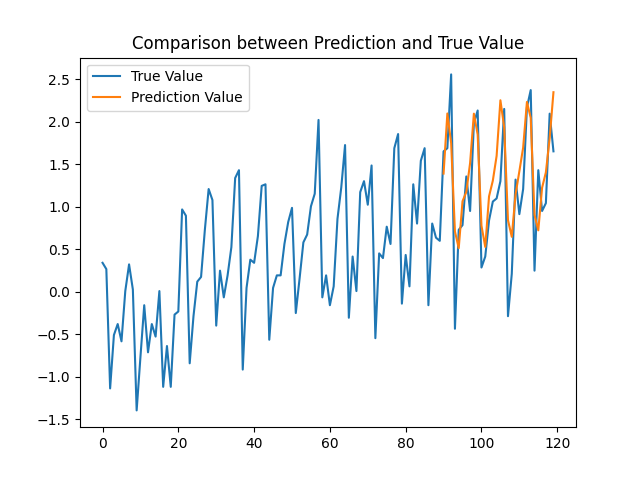 Comparison between Prediction and True Value
True Value
Prediction Value
2.5
2.0
1.5
1.0
0.5
0.0
−0.5
−1.0
−1.5
0 20 40 60 80 100 120